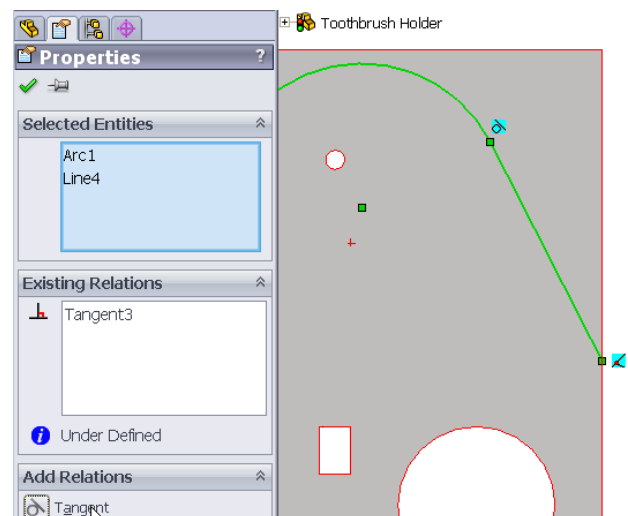 Toothbrush Holder
Properties ?
Selected Entities
Arc1
Line4
Existing Relations
Tangent3
Under Defined
Add Relations
Tangent